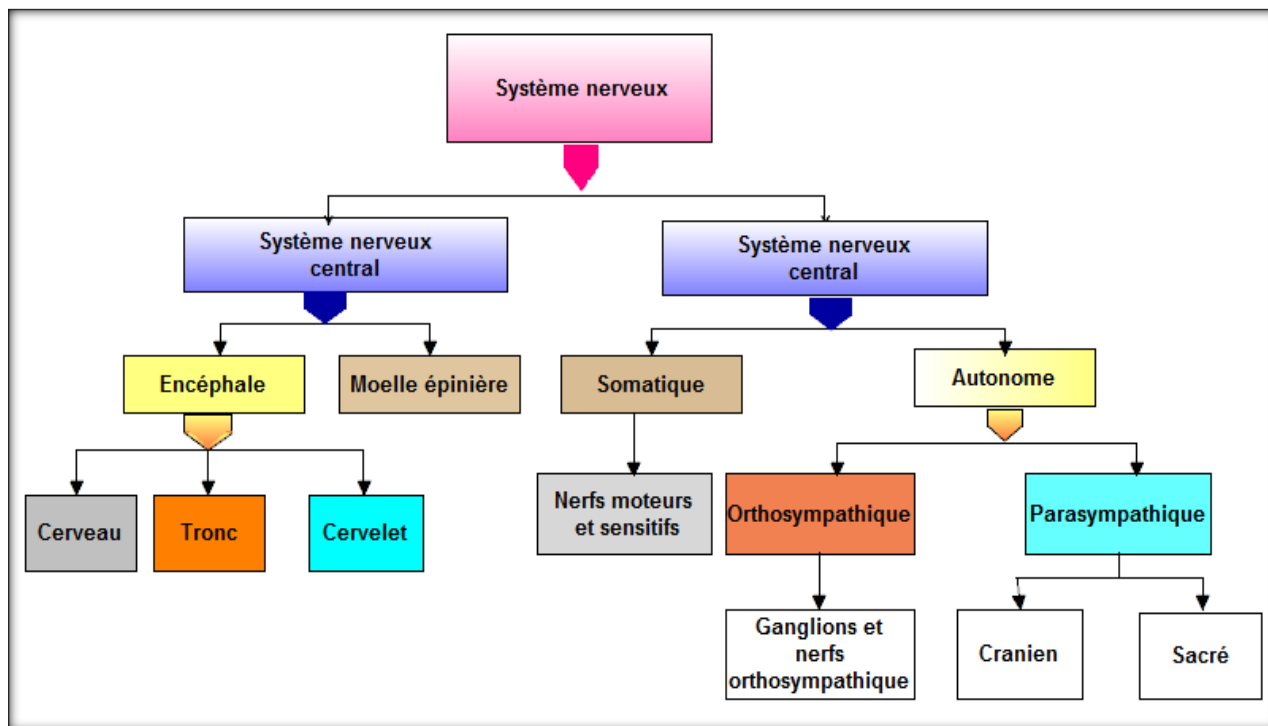 Système nerveux
Système nerveux
central
Système nerveux
central
Encéphale
Moelle épinière
Somatique
Autonome
Cerveau
Tronc
Cervelet
Nerfs moteurs
et sensitifs
Orthosympathique
Parasympathique
Ganglions et
nerfs
orthosympathique
Cranien
Sacré